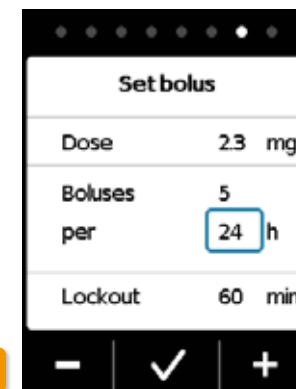 Set bolus
Dose 2.3 mg
Boluses 5
per 24 h
Lockout 60 min